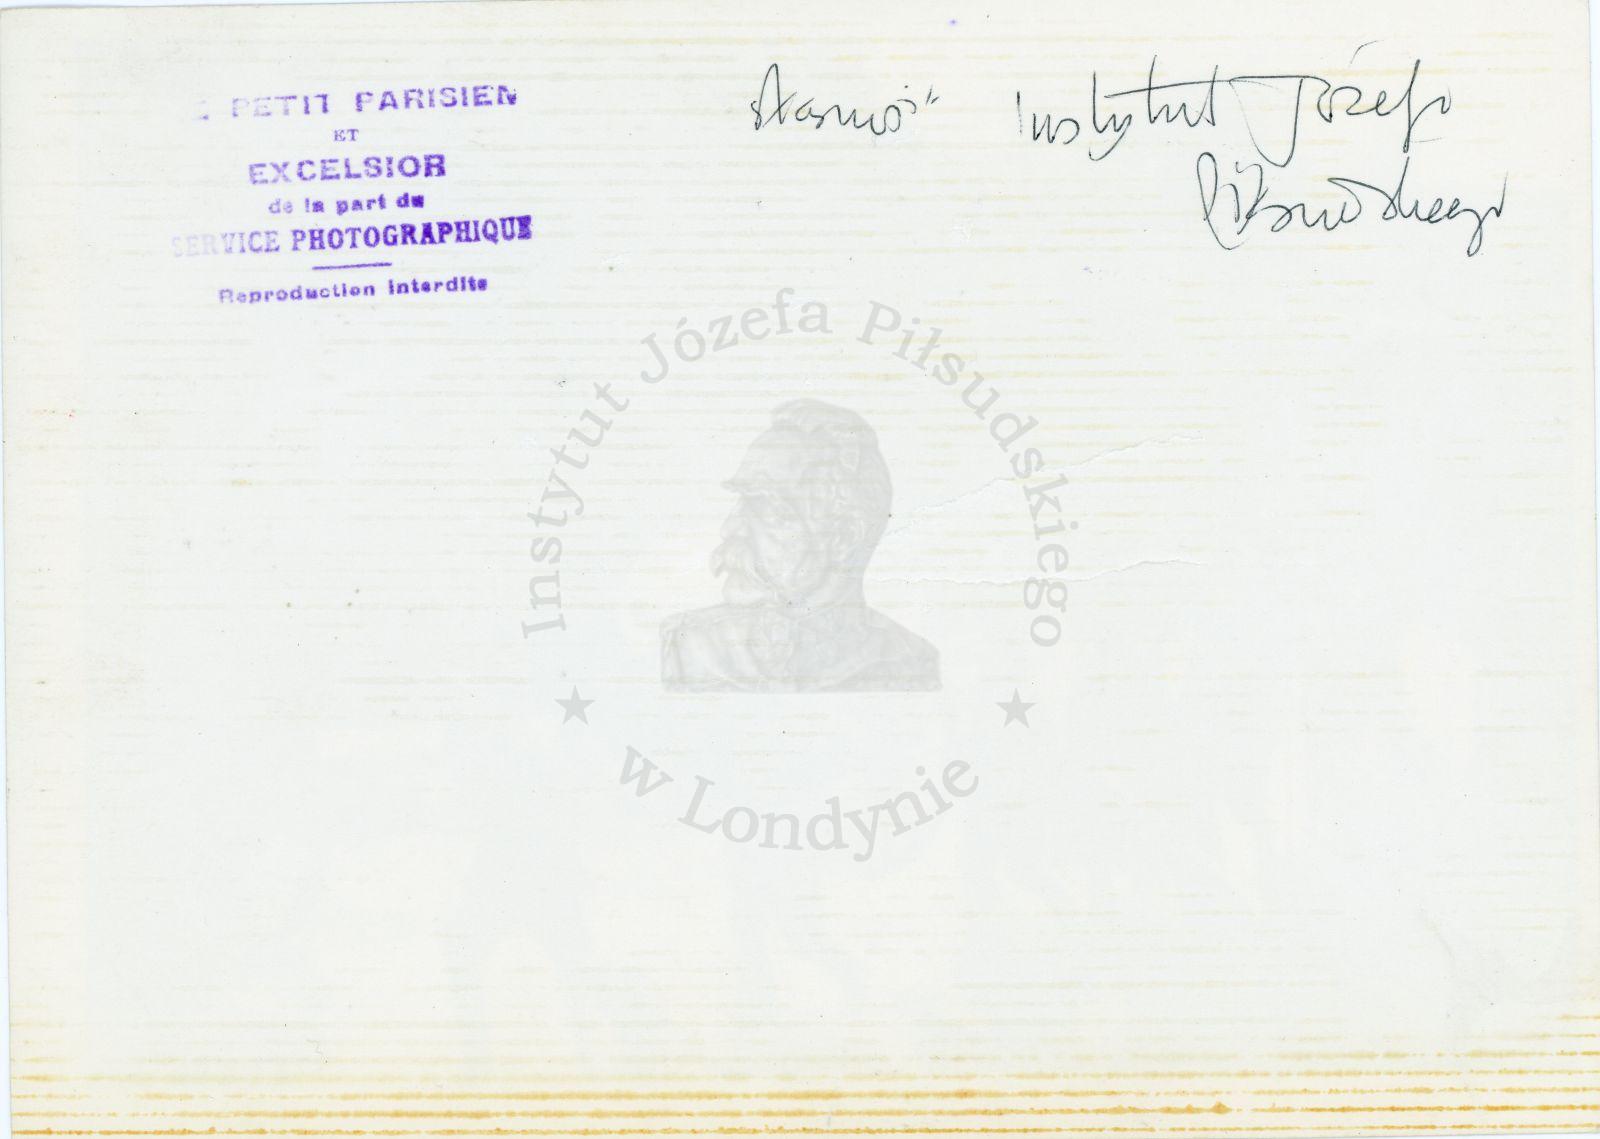 E PETIT PARISIEN
ET
EXCELSIOR
de la part du
SERVICE PHOTOGRAPHIQUE
Reproduction interdite
Instytut Józefa
Piłsudskiego
Instytut Józefa Piłsudskiego
w Londynie